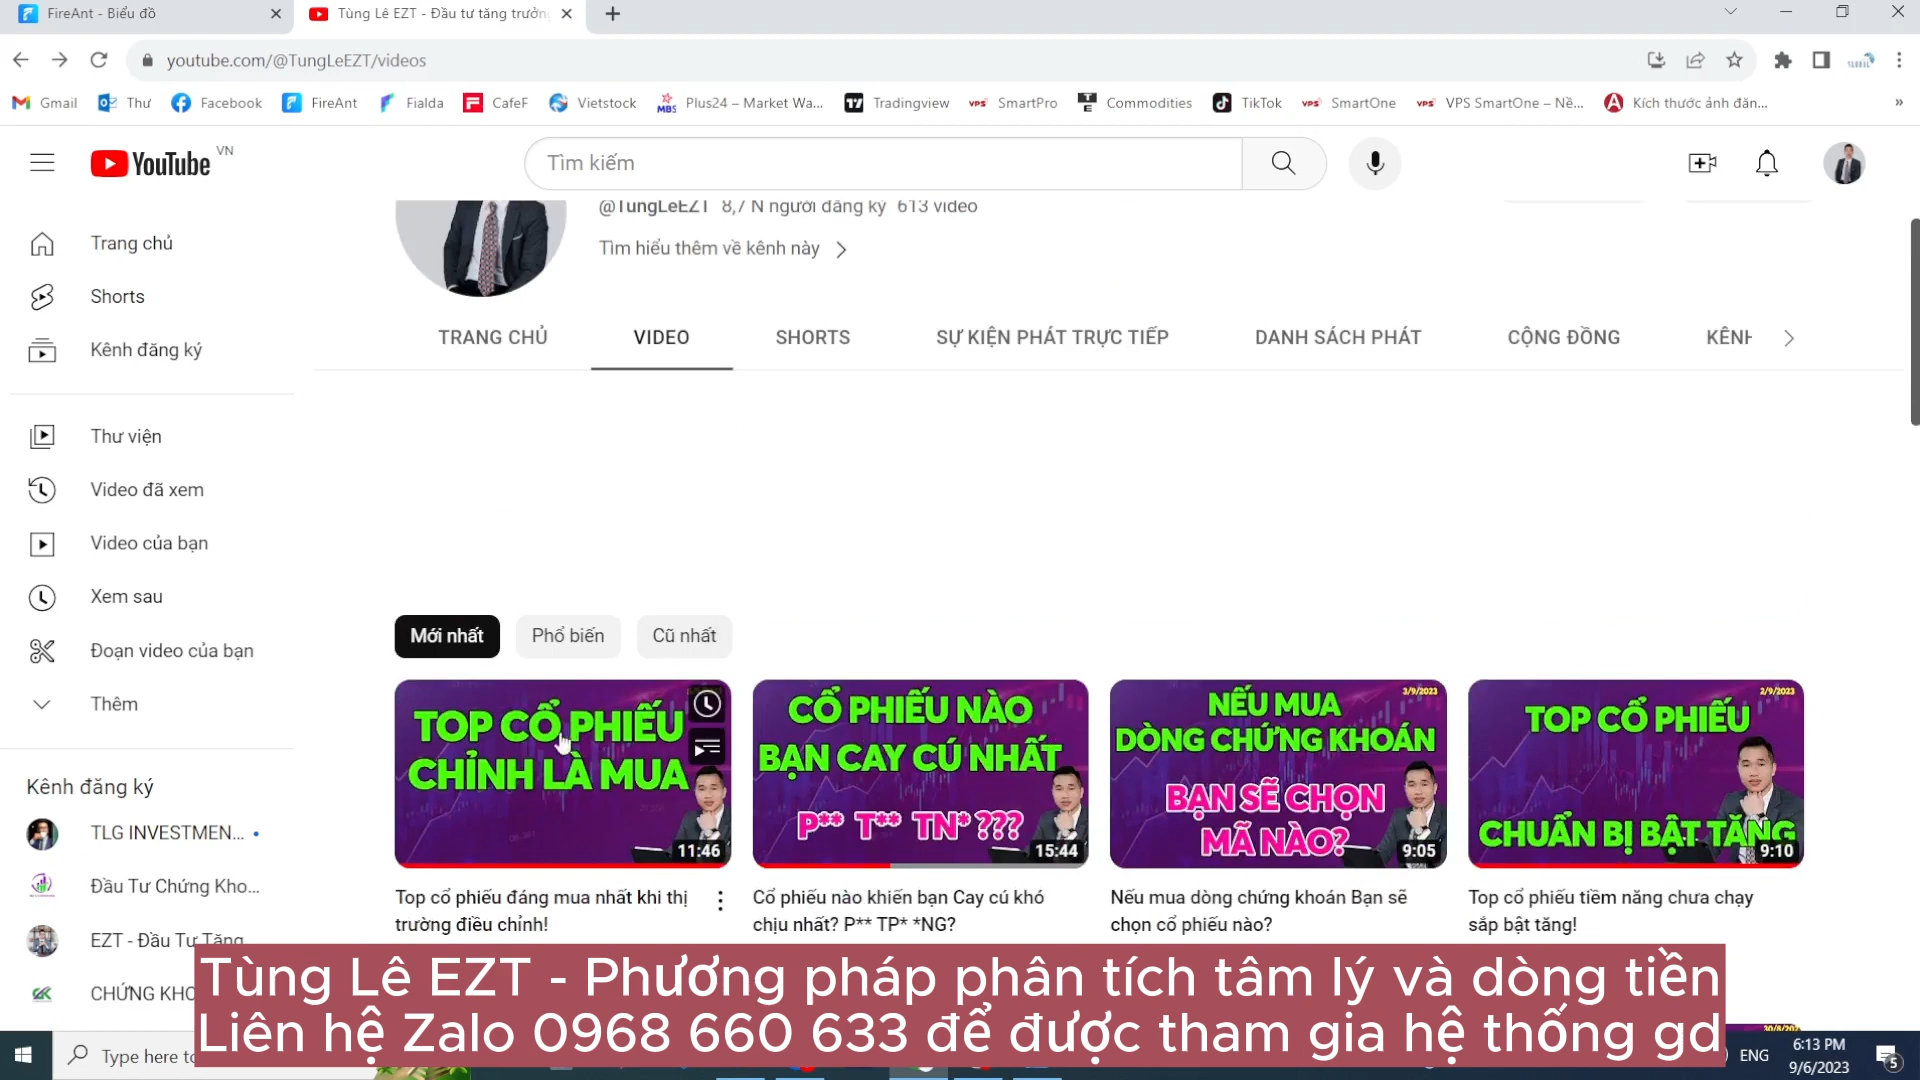 FireAnt - Biểu đồ
Tùng Lê EZT - Đầu tư tăng trưởng
youtube.com/@TungLeEZT/videos
Gmail
Thư
Facebook
FireAnt
Fialda
CafeF
Vietstock
Plus24 – Market Wa...
Tradingview
SmartPro
Commodities
TikTok
SmartOne
VPS SmartOne – Nề...
Kích thước ảnh đăn...
YouTube VN
Tìm kiếm
@TungLeEZT 8,7 N người đăng ký 613 video
Tìm hiểu thêm về kênh này
Trang chủ
Shorts
Kênh đăng ký
Thư viện
Video đã xem
Video của bạn
Xem sau
Đoạn video của bạn
Thêm
Kênh đăng ký
TLG INVESTMEN...
Đầu Tư Chứng Kho...
EZT - Đầu Tư Tăng
CHỨNG KHO
TRANG CHỦ
VIDEO
SHORTS
SỰ KIỆN PHÁT TRỰC TIẾP
DANH SÁCH PHÁT
CỘNG ĐỒNG
KÊNH
Mới nhất
Phổ biến
Cũ nhất
TOP CỔ PHIẾU
CHỈNH LÀ MUA
11:46
Top cổ phiếu đáng mua nhất khi thị
trường điều chỉnh!
CỔ PHIẾU NÀO
BẠN CAY CÚ NHẤT
P** T** TN* ???
15:44
Cổ phiếu nào khiến bạn Cay cú khó
chịu nhất? P** TP* *NG?
3/9/2023
NẾU MUA
DÒNG CHỨNG KHOÁN
BẠN SẼ CHỌN
MÃ NÀO?
9:05
Nếu mua dòng chứng khoán Bạn sẽ
chọn cổ phiếu nào?
2/9/2023
TOP CỔ PHIẾU
CHUẨN BỊ BẬT TĂNG
9:10
Top cổ phiếu tiềm năng chưa chạy
sắp bật tăng!
Tùng Lê EZT - Phương pháp phân tích tâm lý và dòng tiền
Liên hệ Zalo 0968 660 633 để được tham gia hệ thống gd
30/8/202
Type here to
ENG
6:13 PM
9/6/2023
5